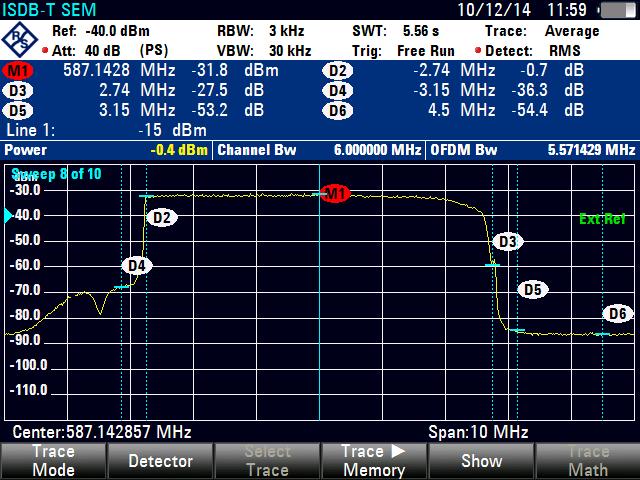 ISDB-T SEM 10/12/14 11:59
Ref: -40.0 dBm RBW: 3 kHz SWT: 5.56 s Trace: Average
Att: 40 dB (PS) VBW: 30 kHz Trig: Free Run Detect: RMS
M1 587.1428 MHz -31.8 dBm D2 -2.74 MHz -0.7 dB
D3 2.74 MHz -27.5 dB D4 -3.15 MHz -36.3 dB
D5 3.15 MHz -53.2 dB D6 4.5 MHz -54.4 dB
Line 1: -15 dBm
Power -0.4 dBm Channel Bw 6.000000 MHz OFDM Bw 5.571429 MHz
Sweep 8 of 10
dBm
-30.0
M1
-40.0
D2
Ext Ref
-50.0
D3
-60.0
D4
-70.0
D5
-80.0
D6
-90.0
-100.0
-110.0
Center:587.142857 MHz Span:10 MHz
Trace Mode
Detector
Select Trace
Trace ▶ Memory
Show
Trace Math